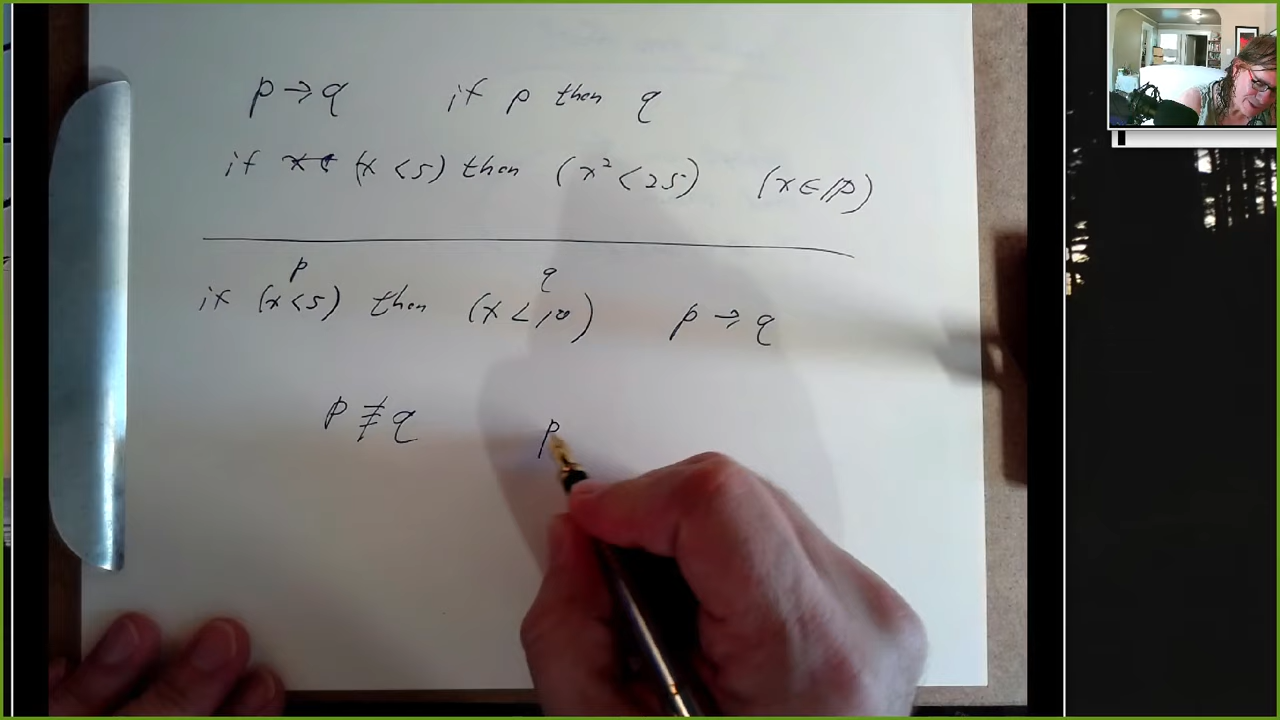 p → q if p then q
if x< (x < 5) then (x² < 25) (x ∈ ℙ)
p q
if (x < 5) then (x < 10) p → q
p ≢ q p